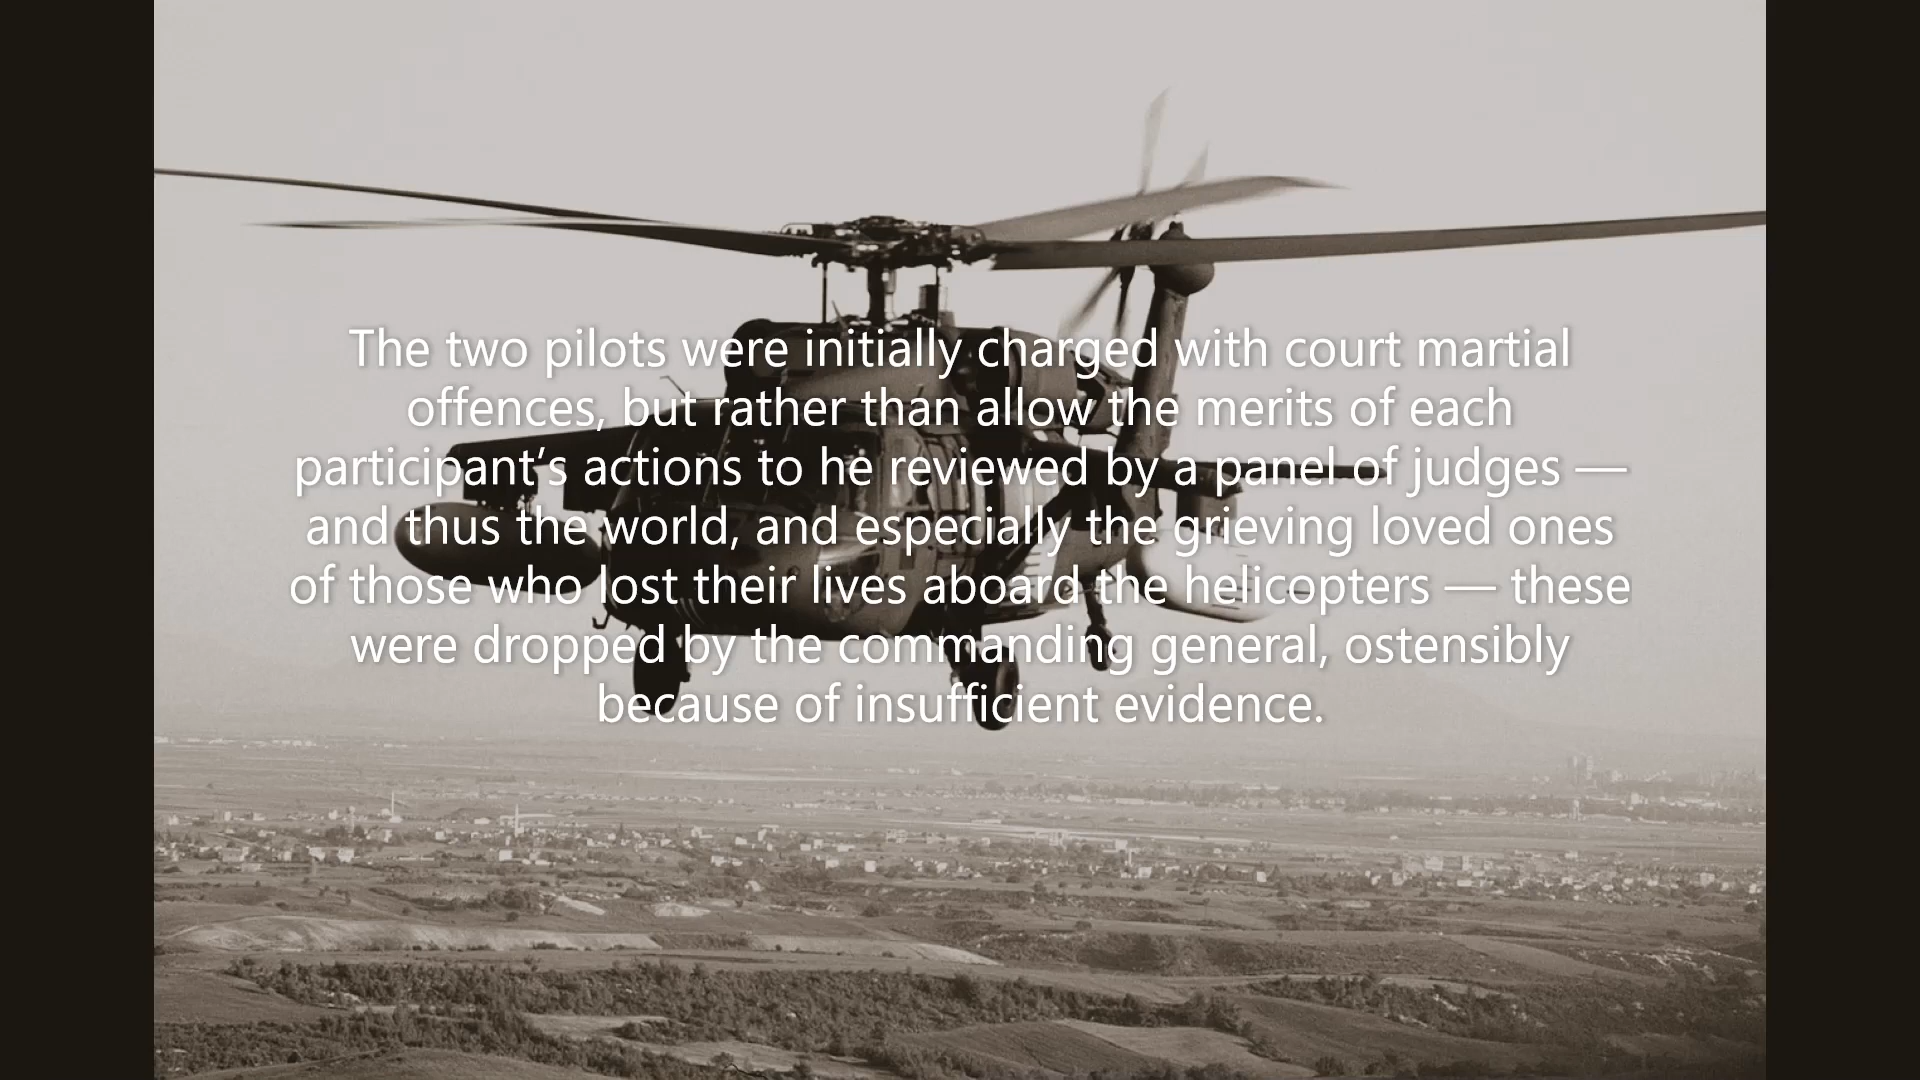 The two pilots were initially charged with court martial
offences, but rather than allow the merits of each
participant’s actions to he reviewed by a panel of judges —
and thus the world, and especially the grieving loved ones
of those who lost their lives aboard the helicopters — these
were dropped by the commanding general, ostensibly
because of insufficient evidence.